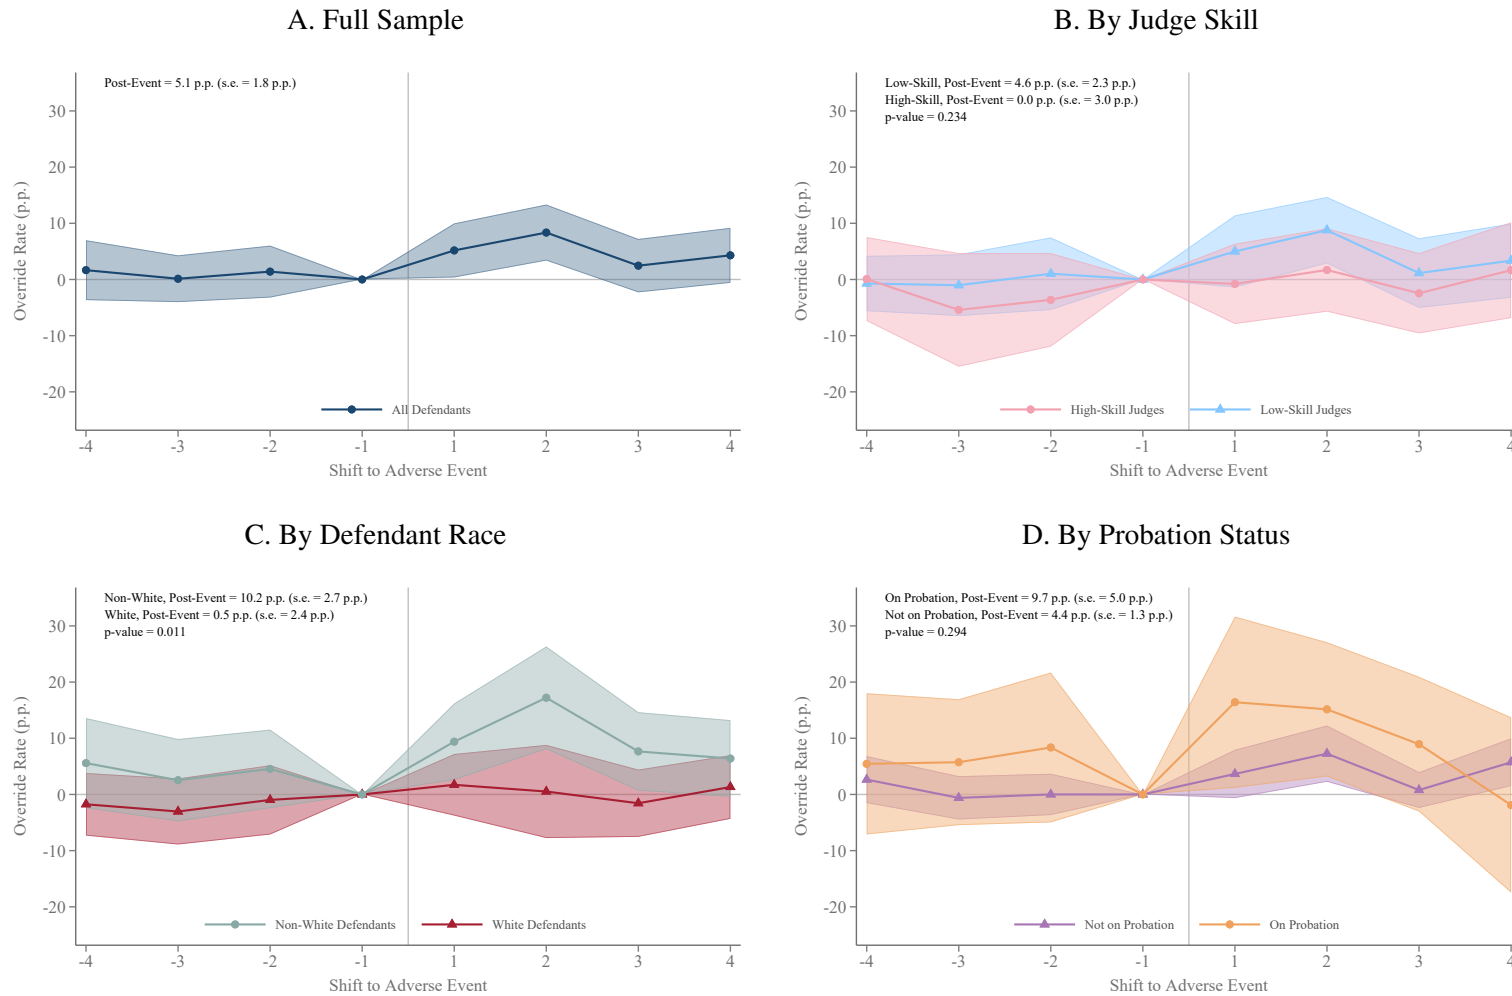 A. Full Sample
Post-Event = 5.1 p.p. (s.e. = 1.8 p.p.)
Override Rate (p.p.)
30
20
10
0
-10
-20
All Defendants
-4 -3 -2 -1 1 2 3 4
Shift to Adverse Event
B. By Judge Skill
Low-Skill, Post-Event = 4.6 p.p. (s.e. = 2.3 p.p.)
High-Skill, Post-Event = 0.0 p.p. (s.e. = 3.0 p.p.)
p-value = 0.234
Override Rate (p.p.)
30
20
10
0
-10
-20
High-Skill Judges Low-Skill Judges
-4 -3 -2 -1 1 2 3 4
Shift to Adverse Event
C. By Defendant Race
Non-White, Post-Event = 10.2 p.p. (s.e. = 2.7 p.p.)
White, Post-Event = 0.5 p.p. (s.e. = 2.4 p.p.)
p-value = 0.011
Override Rate (p.p.)
30
20
10
0
-10
-20
Non-White Defendants White Defendants
-4 -3 -2 -1 1 2 3 4
Shift to Adverse Event
D. By Probation Status
On Probation, Post-Event = 9.7 p.p. (s.e. = 5.0 p.p.)
Not on Probation, Post-Event = 4.4 p.p. (s.e. = 1.3 p.p.)
p-value = 0.294
Override Rate (p.p.)
30
20
10
0
-10
-20
Not on Probation On Probation
-4 -3 -2 -1 1 2 3 4
Shift to Adverse Event